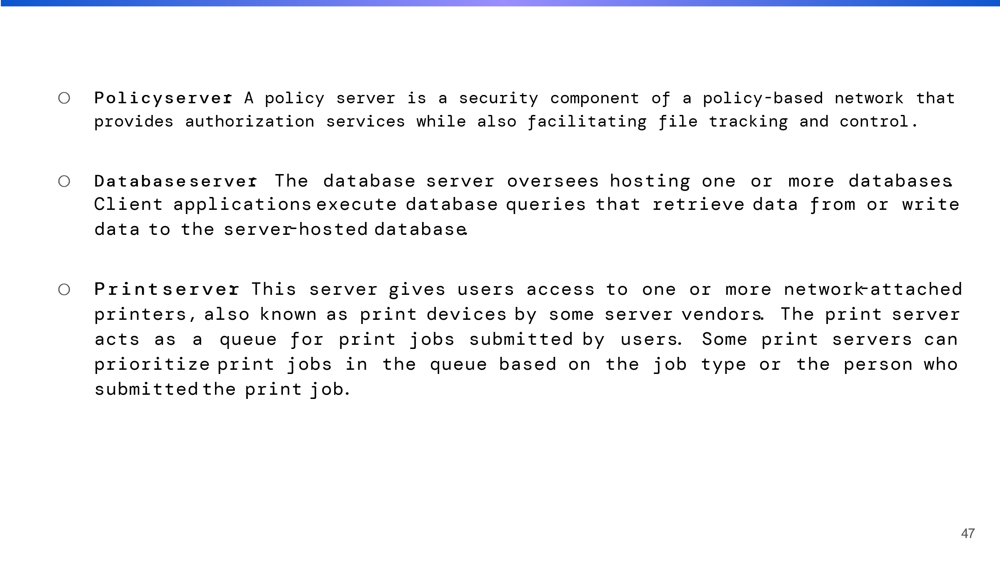 ○ Policy server: A policy server is a security component of a policy-based network that
provides authorization services while also facilitating file tracking and control.
○ Database server: The database server oversees hosting one or more databases.
Client applications execute database queries that retrieve data from or write
data to the server-hosted database.
○ Print server: This server gives users access to one or more network-attached
printers, also known as print devices by some server vendors. The print server
acts as a queue for print jobs submitted by users. Some print servers can
prioritize print jobs in the queue based on the job type or the person who
submitted the print job.
47